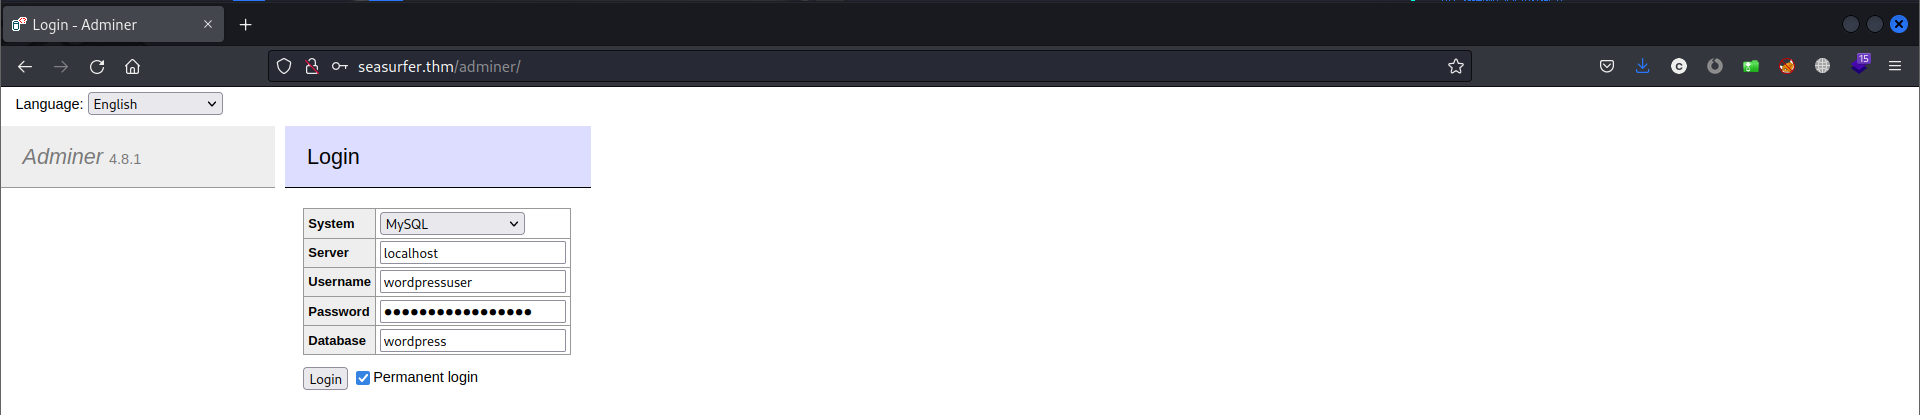 Login - Adminer
seasurfer.thm/adminer/
15
Language: English
Adminer 4.8.1
Login
System MySQL
Server localhost
Username wordpressuser
Password •••••••••••••••••
Database wordpress
Login Permanent login